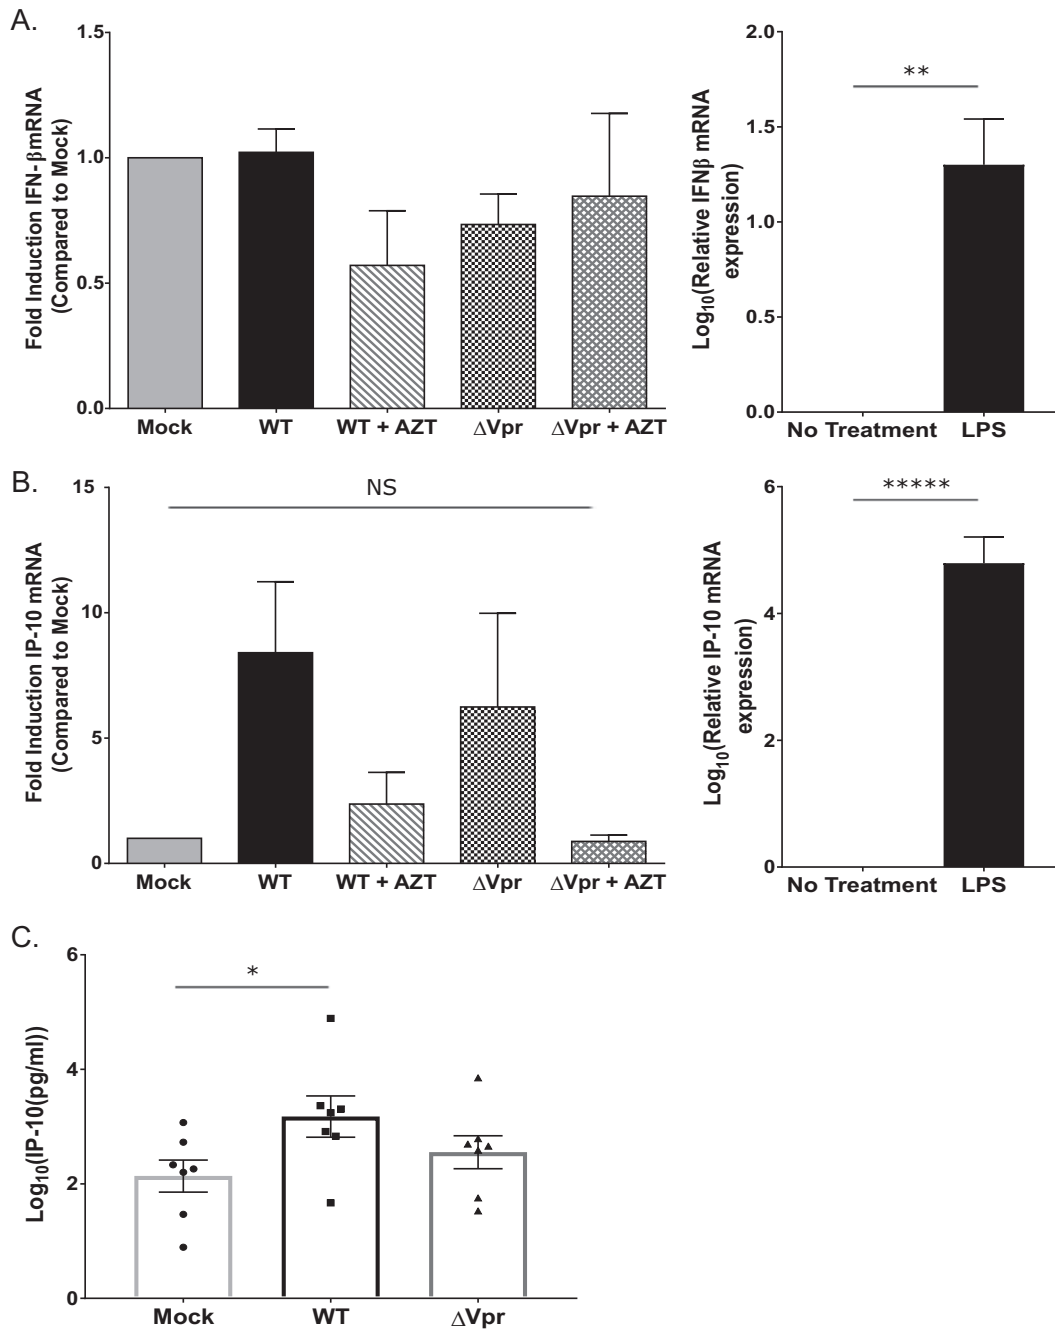 A.
Fold Induction IFN-βmRNA
(Compared to Mock)
1.5
1.0
0.5
0.0
Mock WT WT + AZT ΔVpr ΔVpr + AZT
Log10(Relative IFNβ mRNA
expression)
2.0
1.5
1.0
0.5
0.0
**
No Treatment LPS
B.
Fold Induction IP-10 mRNA
(Compared to Mock)
15
10
5
0
NS
Mock WT WT + AZT ΔVpr ΔVpr + AZT
Log10(Relative IP-10 mRNA
expression)
6
4
2
0
*****
No Treatment LPS
C.
Log10(IP-10(pg/ml))
6
4
2
0
*
Mock WT ΔVpr